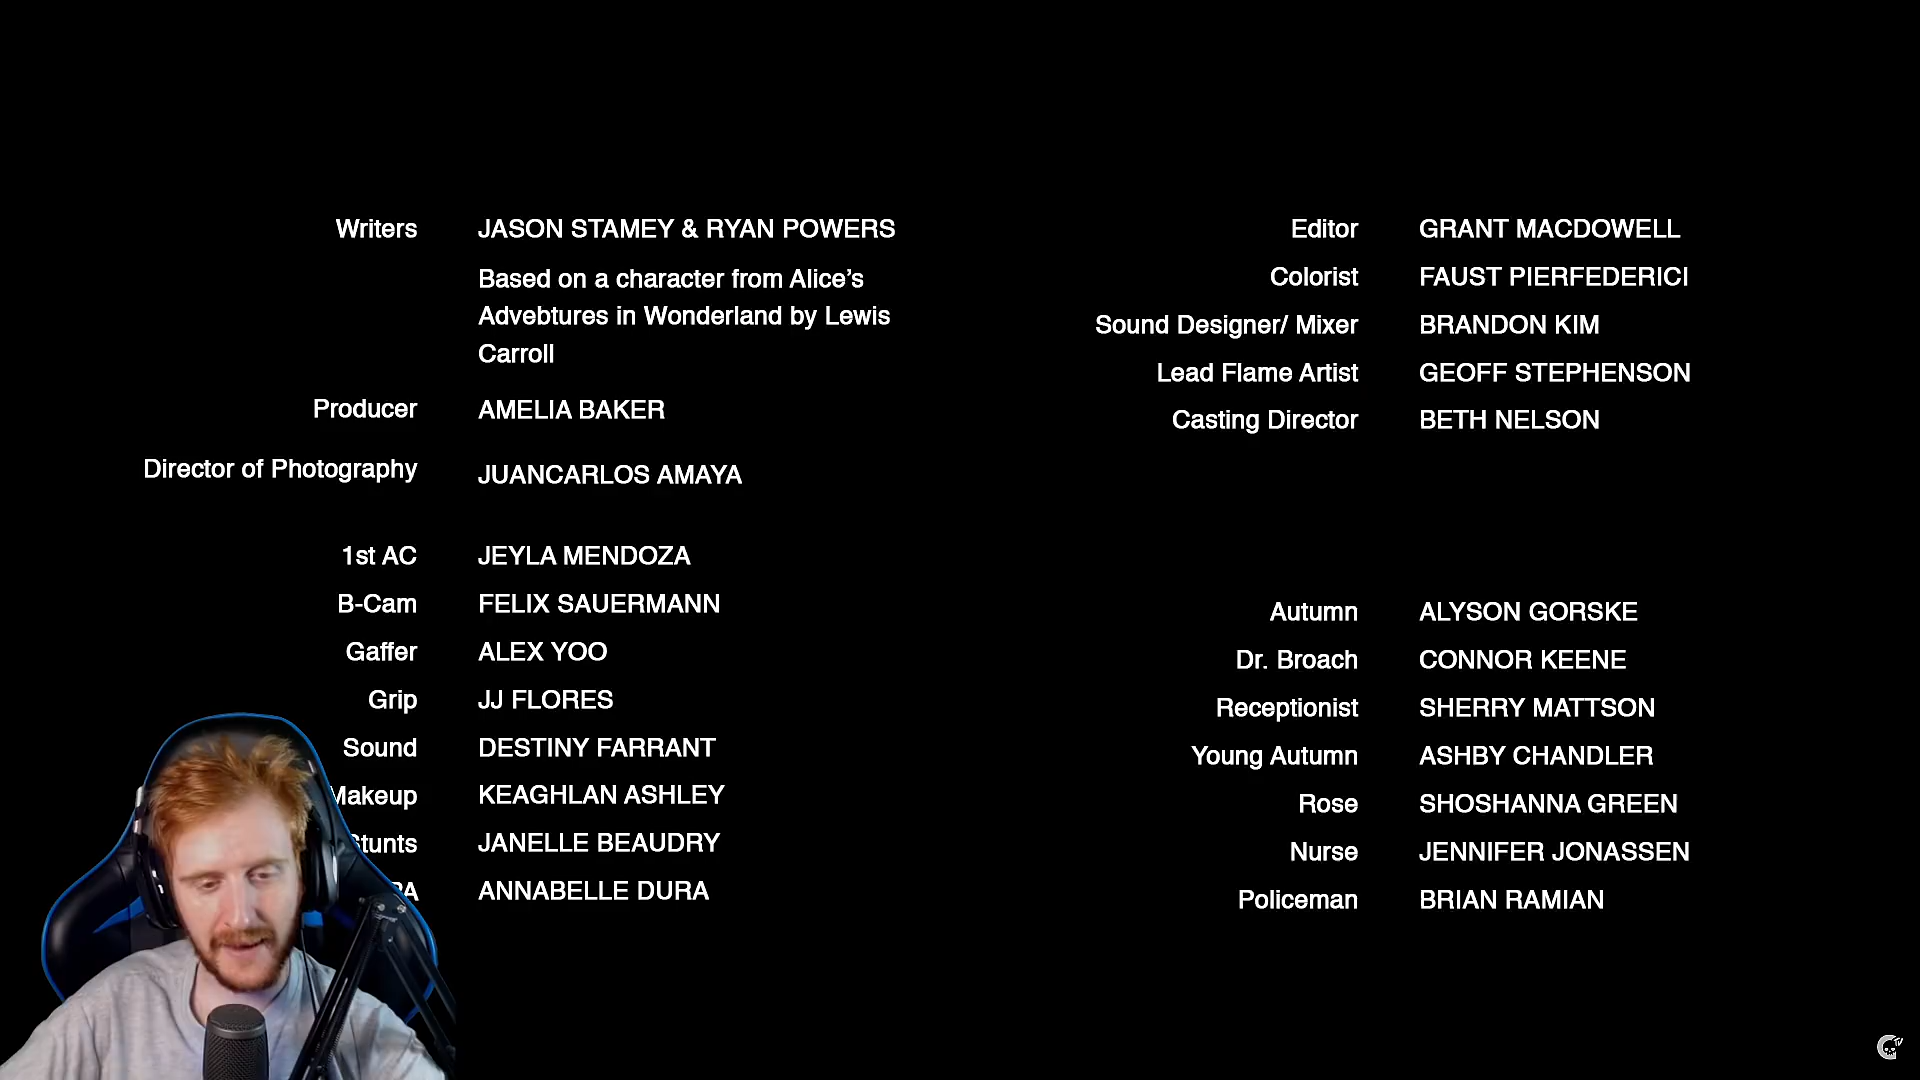 Writers JASON STAMEY & RYAN POWERS
Based on a character from Alice’s
Advebtures in Wonderland by Lewis
Carroll
Producer AMELIA BAKER
Director of Photography JUANCARLOS AMAYA
1st AC JEYLA MENDOZA
B-Cam FELIX SAUERMANN
Gaffer ALEX YOO
Grip JJ FLORES
Sound DESTINY FARRANT
Makeup KEAGHLAN ASHLEY
Stunts JANELLE BEAUDRY
ANNABELLE DURA
Editor GRANT MACDOWELL
Colorist FAUST PIERFEDERICI
Sound Designer/ Mixer BRANDON KIM
Lead Flame Artist GEOFF STEPHENSON
Casting Director BETH NELSON
Autumn ALYSON GORSKE
Dr. Broach CONNOR KEENE
Receptionist SHERRY MATTSON
Young Autumn ASHBY CHANDLER
Rose SHOSHANNA GREEN
Nurse JENNIFER JONASSEN
Policeman BRIAN RAMIAN